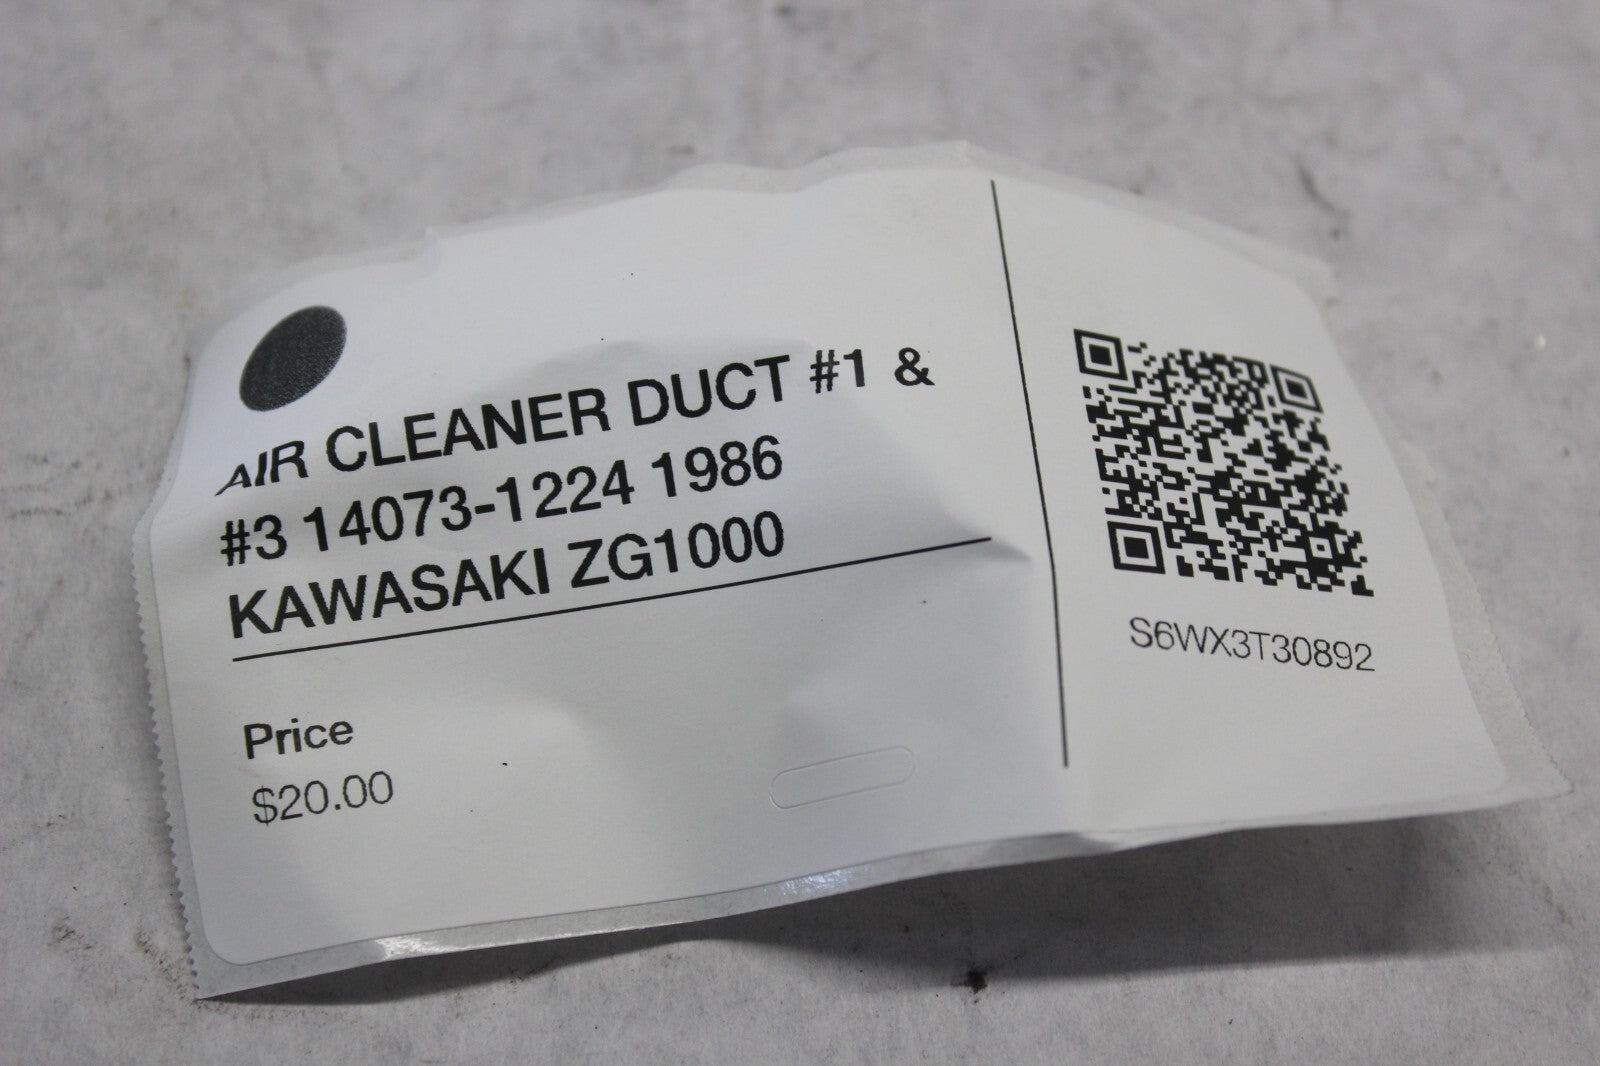 AIR CLEANER DUCT #1 &
#3 14073-1224 1986
KAWASAKI ZG1000
Price
$20.00
S6WX3T30892